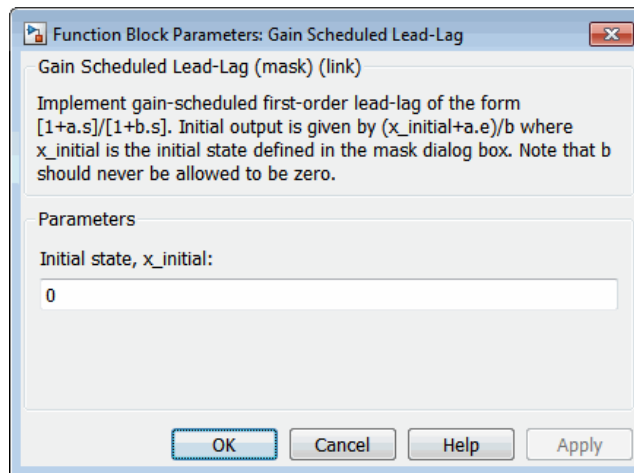 Function Block Parameters: Gain Scheduled Lead-Lag
Gain Scheduled Lead-Lag (mask) (link)
Implement gain-scheduled first-order lead-lag of the form
[1+a.s]/[1+b.s]. Initial output is given by (x_initial+a.e)/b where
x_initial is the initial state defined in the mask dialog box. Note that b
should never be allowed to be zero.
Parameters
Initial state, x_initial:
0
OK Cancel Help Apply